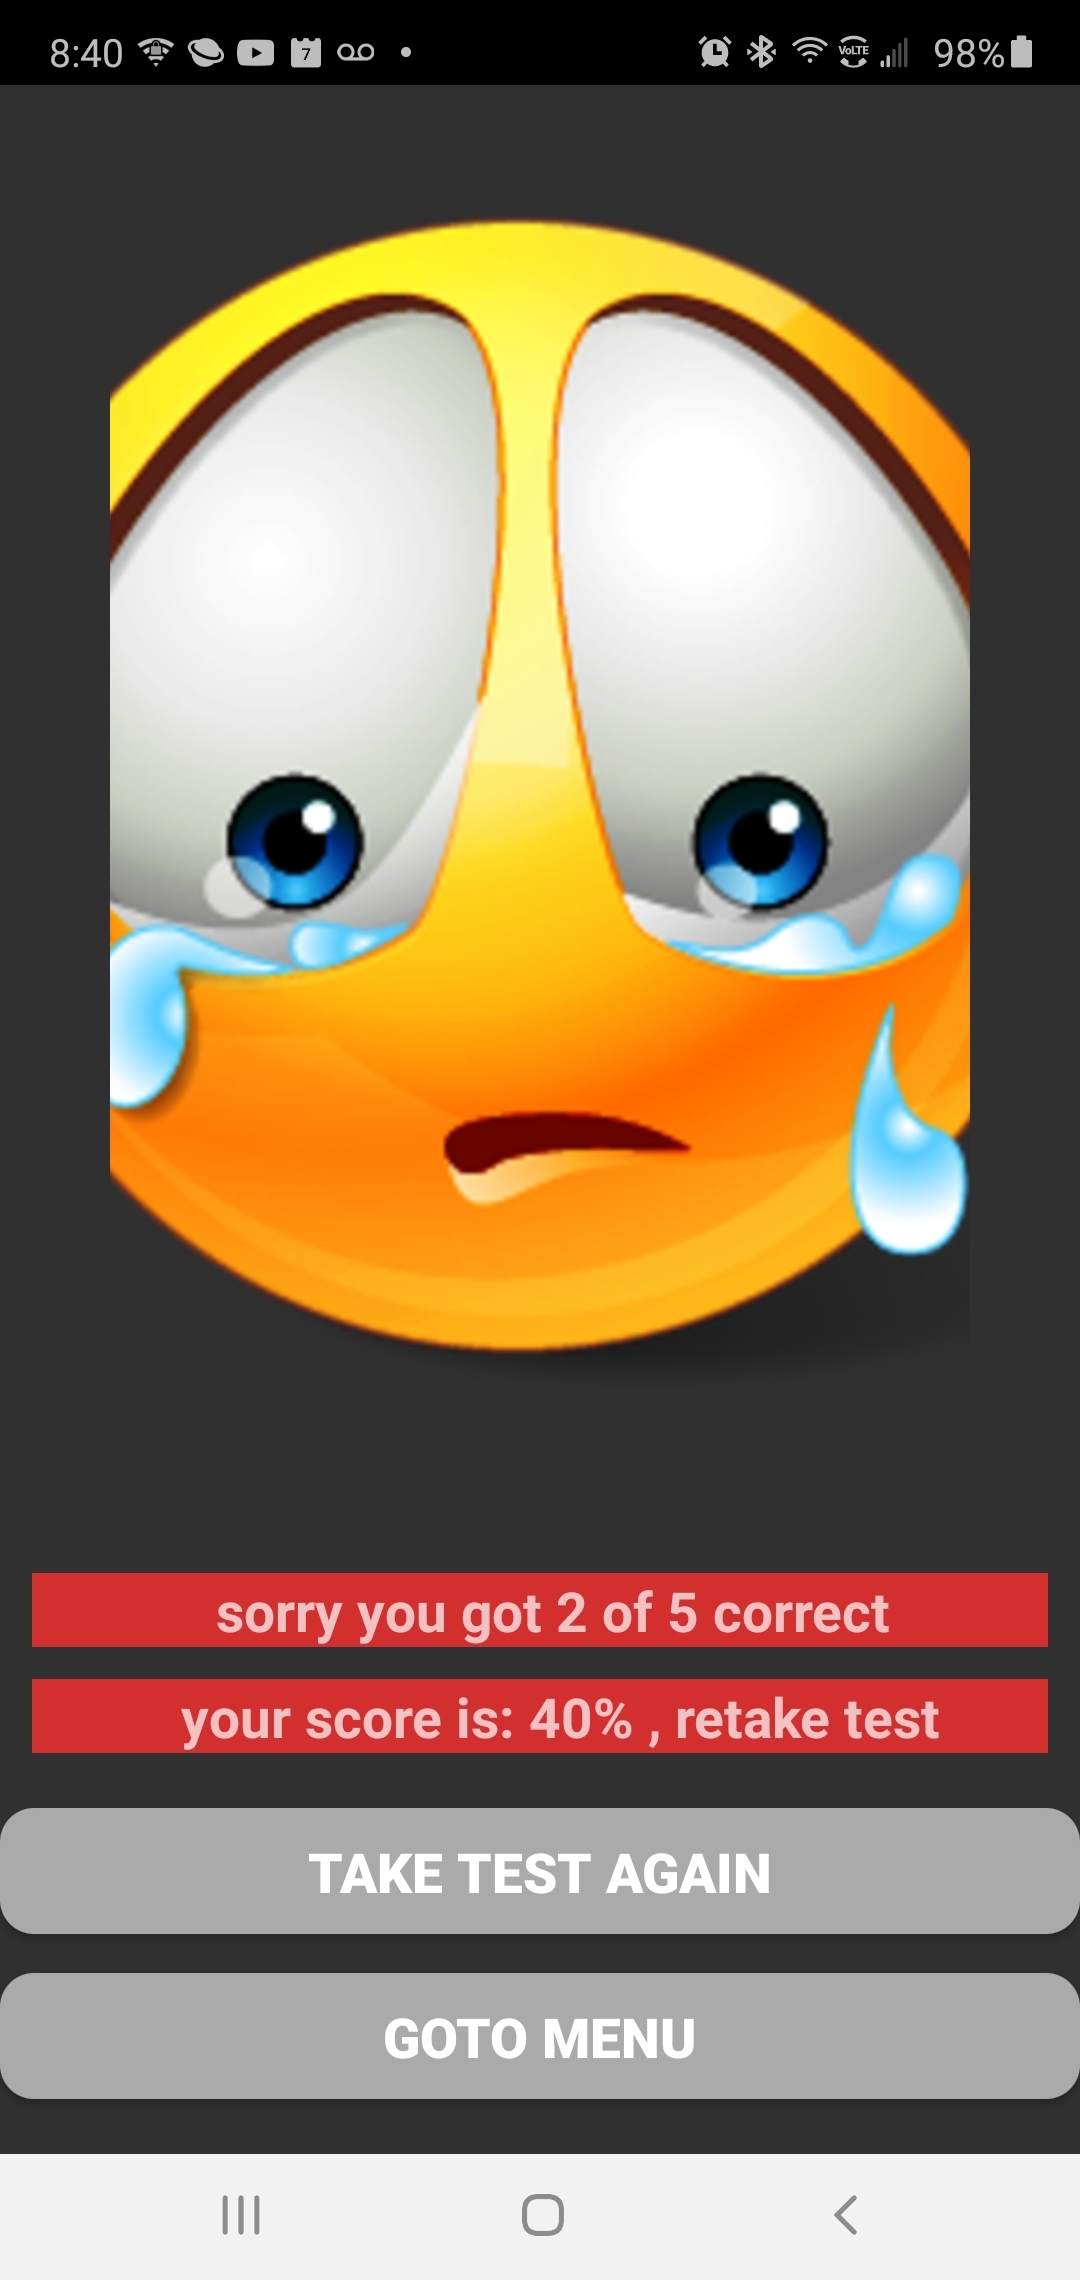 8:40 7 VoLTE 98%
sorry you got 2 of 5 correct
your score is: 40% , retake test
TAKE TEST AGAIN
GOTO MENU